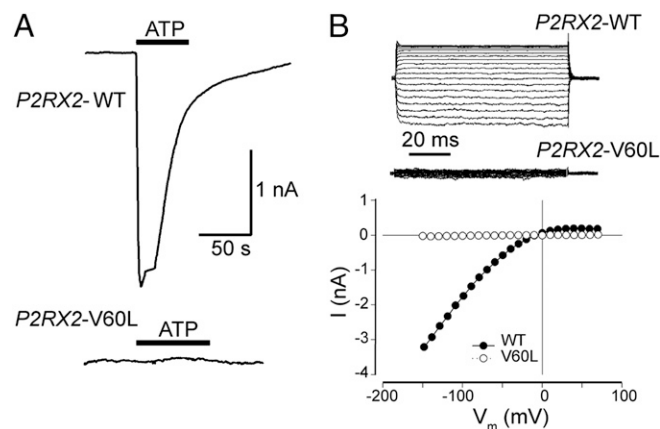 A
ATP
P2RX2- WT
1 nA
50 s
P2RX2-V60L
ATP
B
P2RX2-WT
20 ms
P2RX2-V60L
1
0
-1
-2
-3
-4
I (nA)
WT
V60L
-200
-100
0
100
Vm (mV)